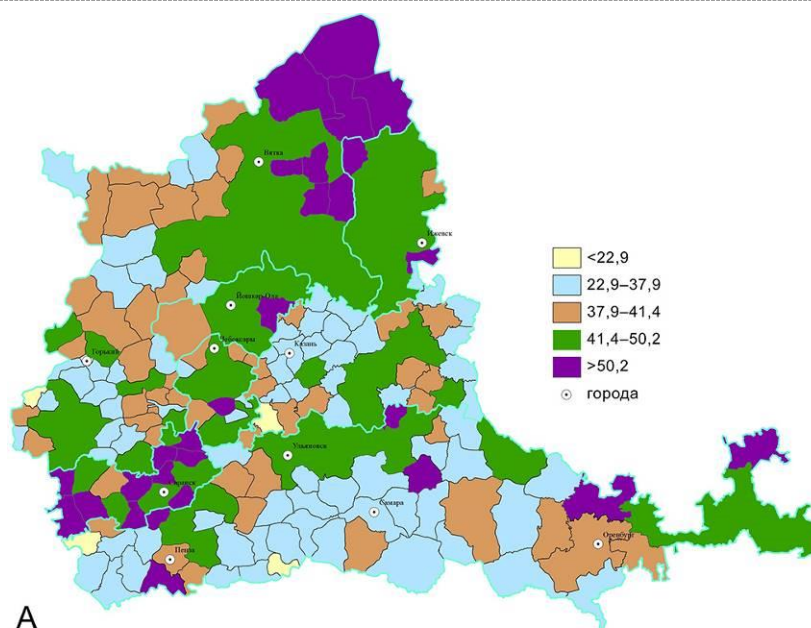 Вятка
Ижевск
<22,9
22,9–37,9
37,9–41,4
41,4–50,2
>50,2
города
Йошкар-Ола
Чебоксары
Казань
Горький
Ульяновск
Саранск
Самара
Оренбург
Пенза
А